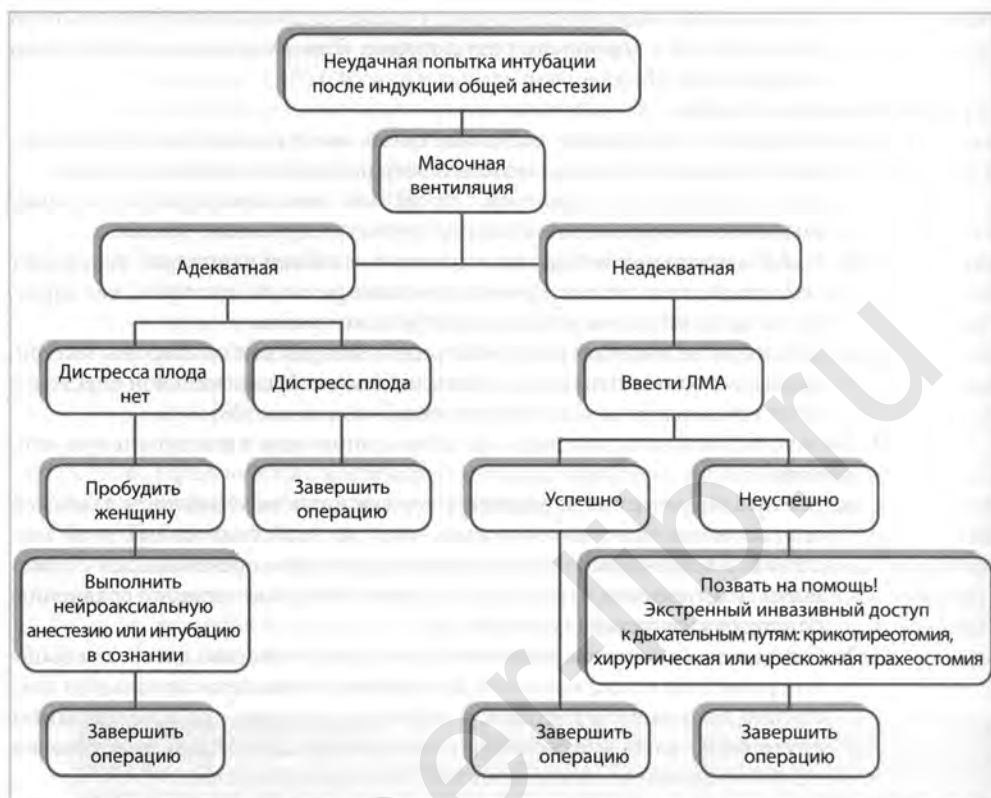 Неудачная попытка интубации
после индукции общей анестезии
Масочная
вентиляция
Адекватная
Неадекватная
Дистресса плода
нет
Дистресс плода
Ввести ЛМА
Пробудить
женщину
Завершить
операцию
Успешно
Неуспешно
Выполнить
нейроаксиальную
анестезию или интубацию
в сознании
Позвать на помощь!
Экстренный инвазивный доступ
к дыхательным путям: крикотиреотомия,
хирургическая или чрескожная трахеостомия
Завершить
операцию
Завершить
операцию
Завершить
операцию
erlib.ru